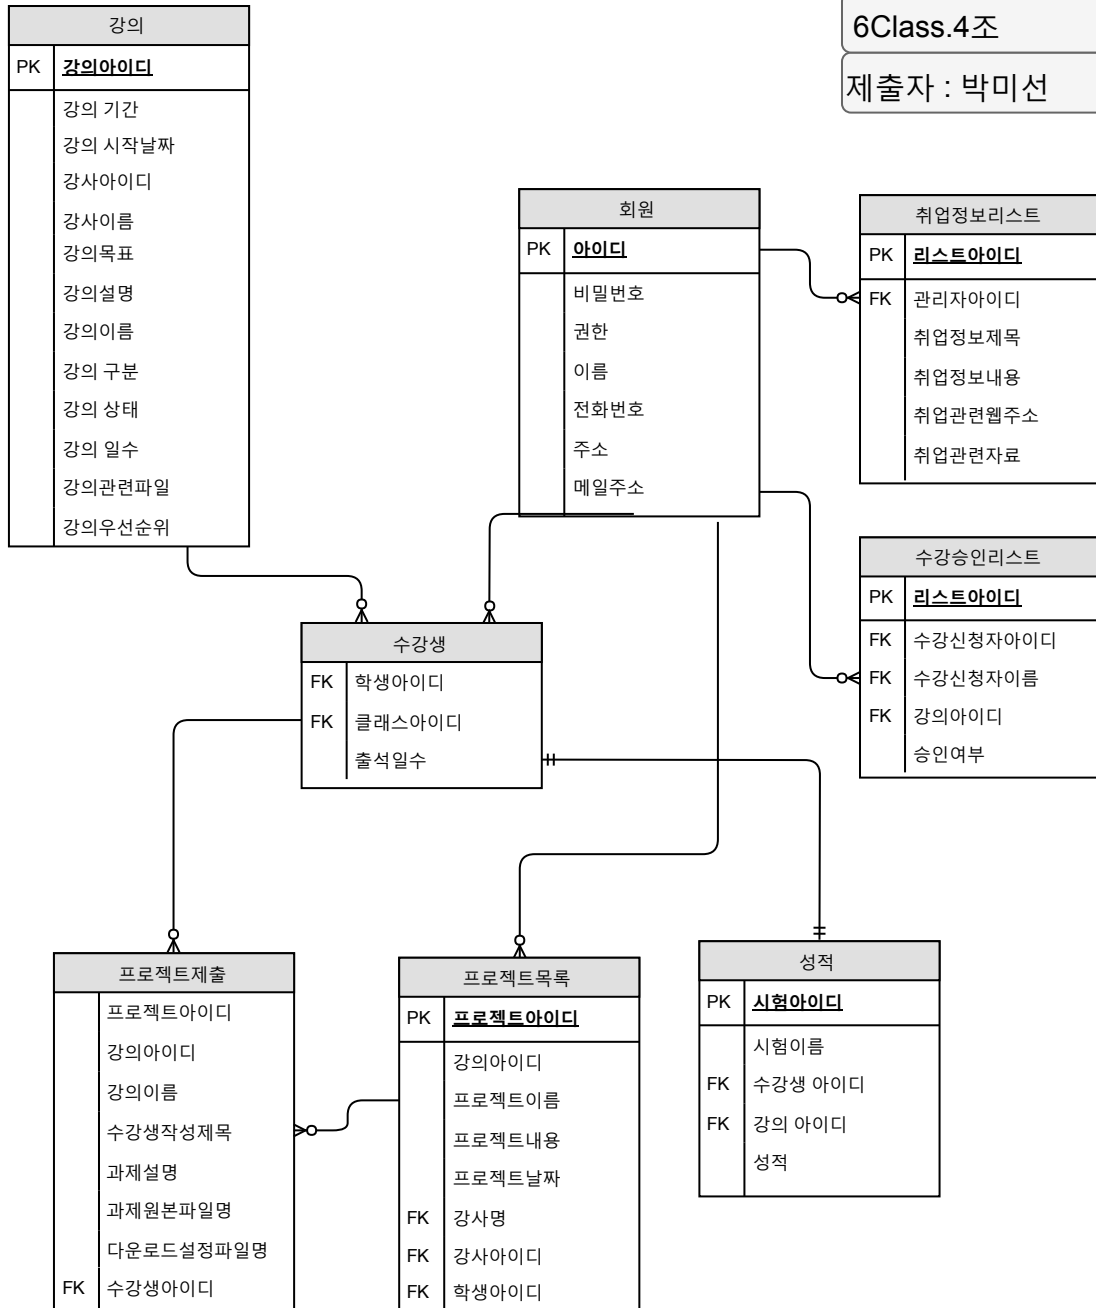 6Class.4조
제출자 : 박미선
강의
PK 강의아이디
강의 기간
강의 시작날짜
강사아이디
강사이름
강의목표
강의설명
강의이름
강의 구분
강의 상태
강의 일수
강의관련파일
강의우선순위
회원
PK 아이디
비밀번호
권한
이름
전화번호
주소
메일주소
취업정보리스트
PK 리스트아이디
FK 관리자아이디
취업정보제목
취업정보내용
취업관련웹주소
취업관련자료
수강승인리스트
PK 리스트아이디
FK 수강신청자아이디
FK 수강신청자이름
FK 강의아이디
승인여부
수강생
FK 학생아이디
FK 클래스아이디
출석일수
프로젝트제출
프로젝트아이디
강의아이디
강의이름
수강생작성제목
과제설명
과제원본파일명
다운로드설정파일명
FK 수강생아이디
프로젝트목록
PK 프로젝트아이디
강의아이디
프로젝트이름
프로젝트내용
프로젝트날짜
FK 강사명
FK 강사아이디
FK 학생아이디
성적
PK 시험아이디
시험이름
FK 수강생 아이디
FK 강의 아이디
성적